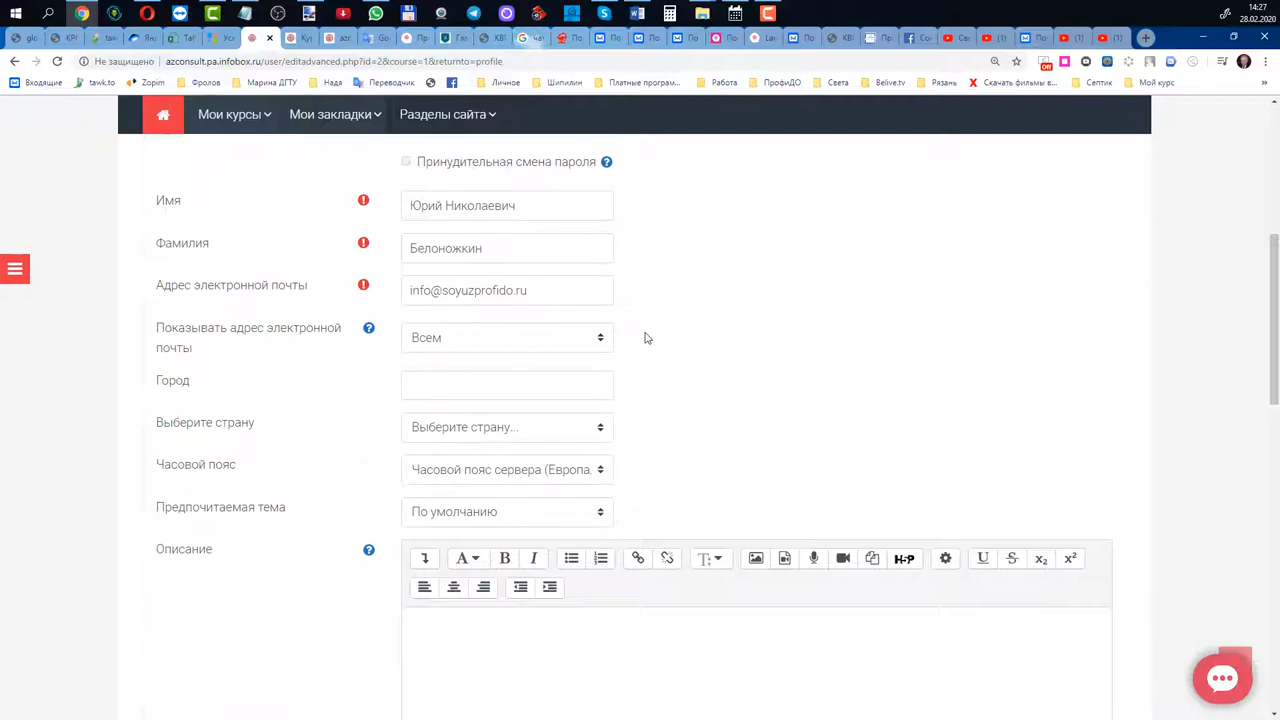 14:27
28.02.2020
Не защищено
azconsult.pa.infobox.ru/user/editadvanced.php?id=2&course=1&returnto=profile
Входящие
tawk.to
Zopim
Фролов
Марина ДГТУ
Надя
Переводчик
Личное
Шипилин
Платные програм...
Работа
ПрофиДО
Света
Belive.tv
Рязань
Скачать фильмы в...
Септик
Мой курс
Мои курсы
Мои закладки
Разделы сайта
Принудительная смена пароля
Имя
Юрий Николаевич
Фамилия
Белоножкин
Адрес электронной почты
info@soyuzprofido.ru
Показывать адрес электронной
почты
Всем
Город
Выберите страну
Выберите страну...
Часовой пояс
Часовой пояс сервера (Европа,
Предпочитаемая тема
По умолчанию
Описание